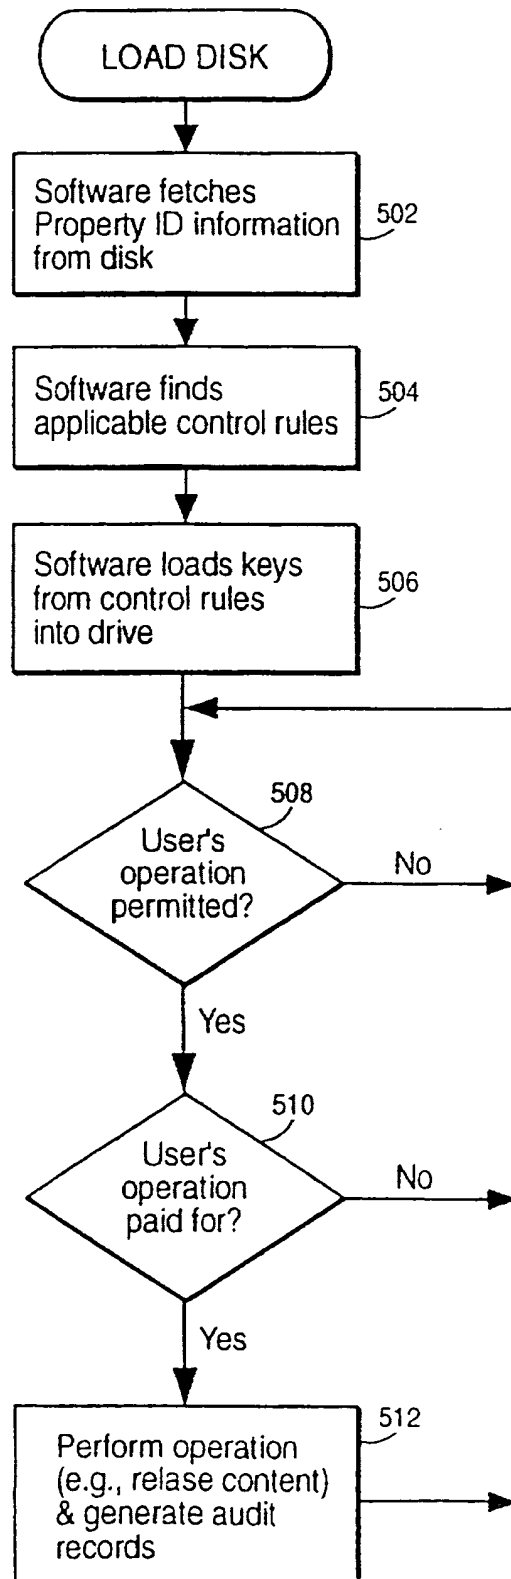 LOAD DISK
Software fetches
Property ID information
from disk
502
Software finds
applicable control rules
504
Software loads keys
from control rules
into drive
506
508
User's
operation
permitted?
No
Yes
510
User's
operation
paid for?
No
Yes
512
Perform operation
(e.g., relase content)
& generate audit
records